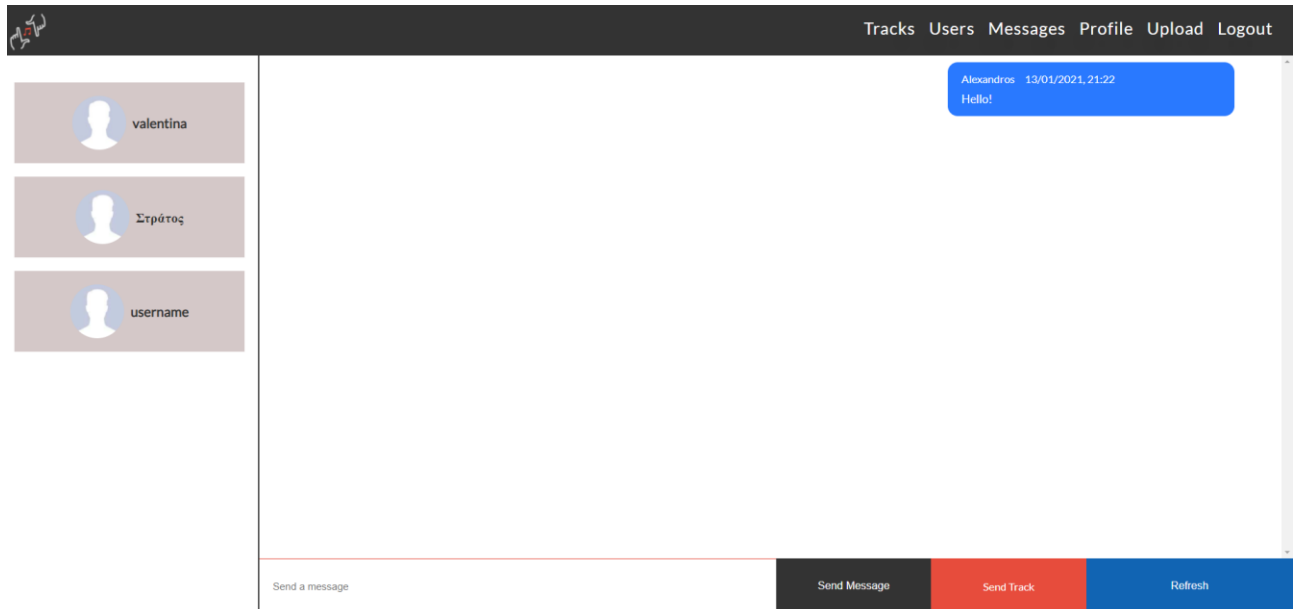 Tracks Users Messages Profile Upload Logout
valentina
Στράτος
username
Alexandros 13/01/2021, 21:22
Hello!
Send a message
Send Message
Send Track
Refresh